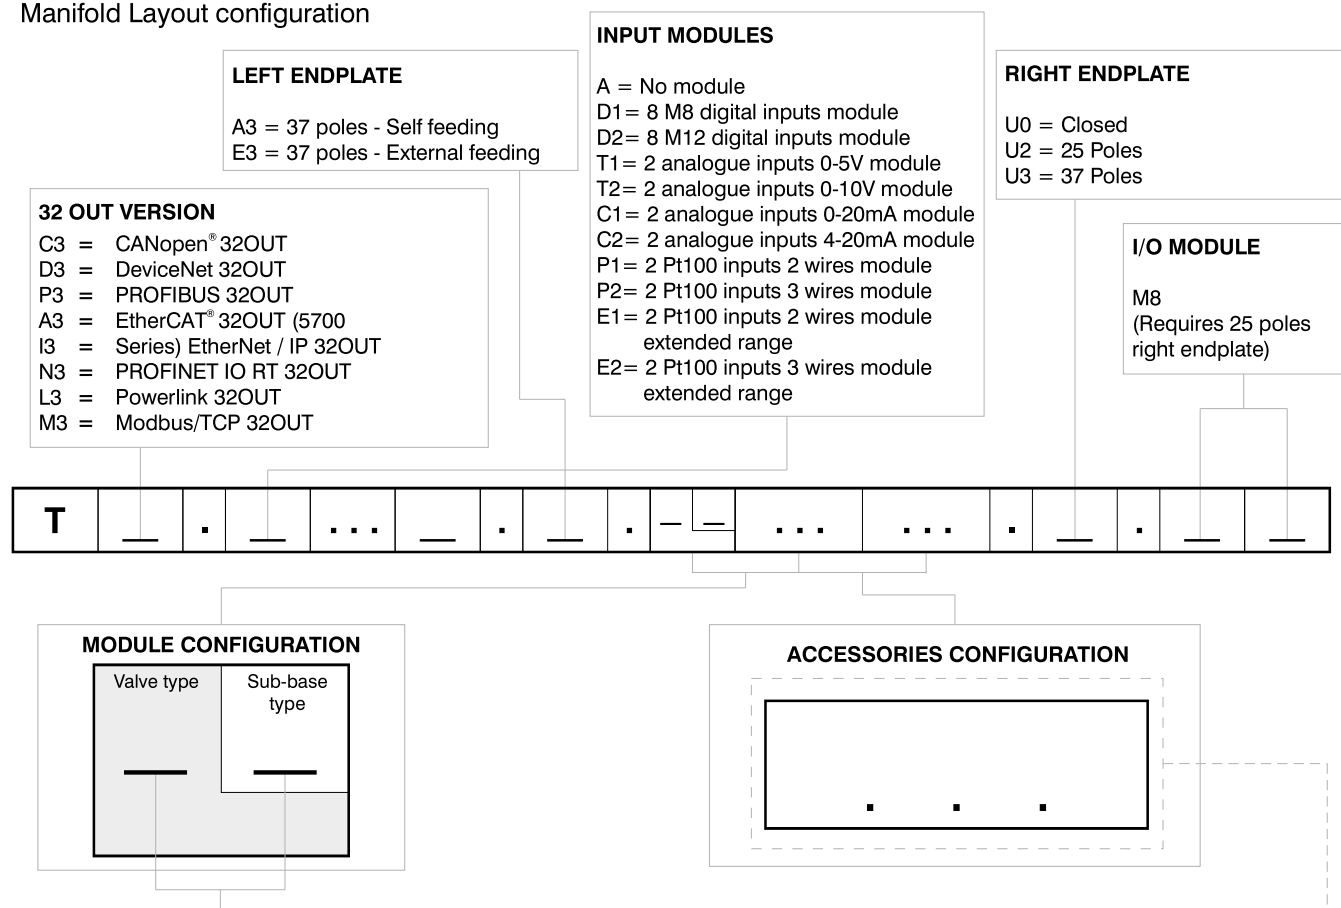 Manifold Layout configuration
LEFT ENDPLATE
A3 = 37 poles - Self feeding
E3 = 37 poles - External feeding
INPUT MODULES
A = No module
D1= 8 M8 digital inputs module
D2= 8 M12 digital inputs module
T1= 2 analogue inputs 0-5V module
T2= 2 analogue inputs 0-10V module
C1= 2 analogue inputs 0-20mA module
C2= 2 analogue inputs 4-20mA module
P1= 2 Pt100 inputs 2 wires module
P2= 2 Pt100 inputs 3 wires module
E1= 2 Pt100 inputs 2 wires module
extended range
E2= 2 Pt100 inputs 3 wires module
extended range
RIGHT ENDPLATE
U0 = Closed
U2 = 25 Poles
U3 = 37 Poles
32 OUT VERSION
C3 = CANopen® 32OUT
D3 = DeviceNet 32OUT
P3 = PROFIBUS 32OUT
A3 = EtherCAT® 32OUT (5700
I3 = Series) EtherNet / IP 32OUT
N3 = PROFINET IO RT 32OUT
L3 = Powerlink 32OUT
M3 = Modbus/TCP 32OUT
I/O MODULE
M8
(Requires 25 poles
right endplate)
T __ . __ ... __ . __ . _ _ ... ... . __ . __ __
MODULE CONFIGURATION
Valve type
Sub-base
type
ACCESSORIES CONFIGURATION
. . .